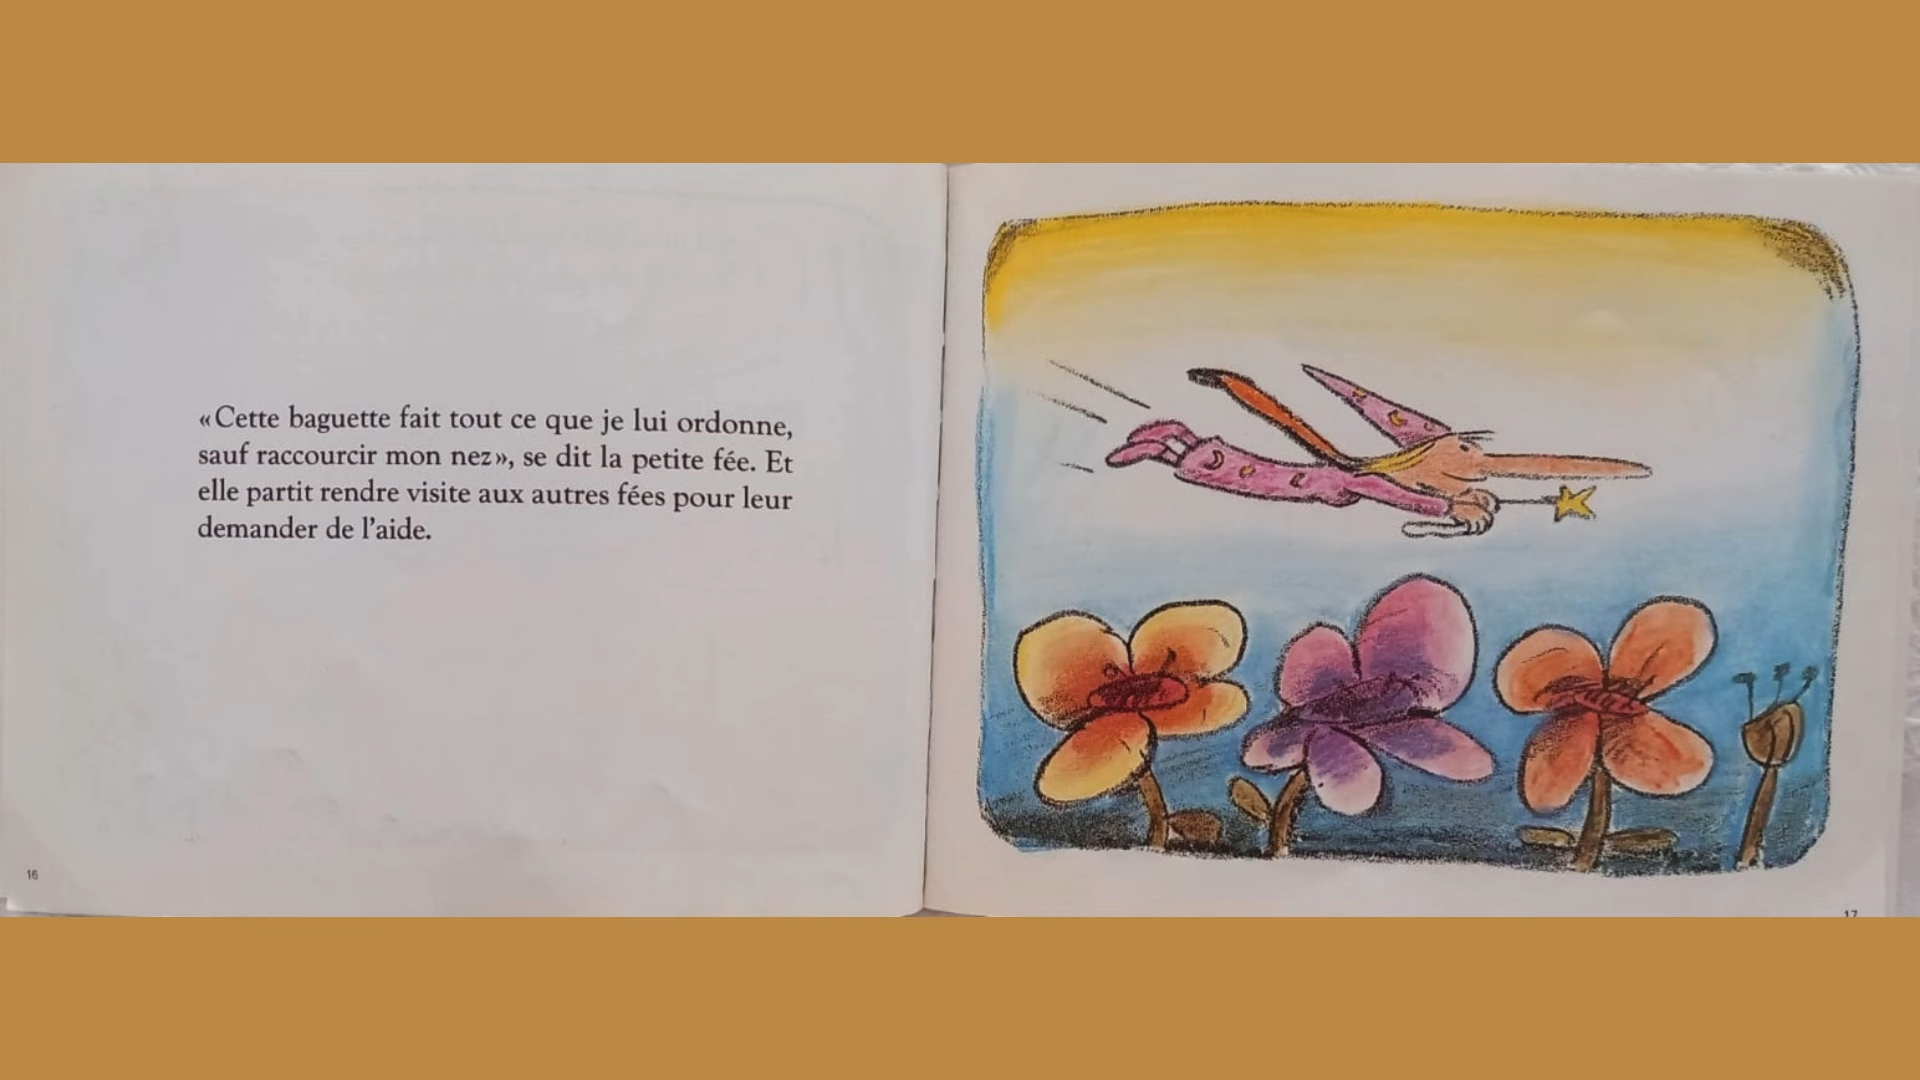 «Cette baguette fait tout ce que je lui ordonne,
sauf raccourcir mon nez», se dit la petite fée. Et
elle partit rendre visite aux autres fées pour leur
demander de l’aide.
16
17